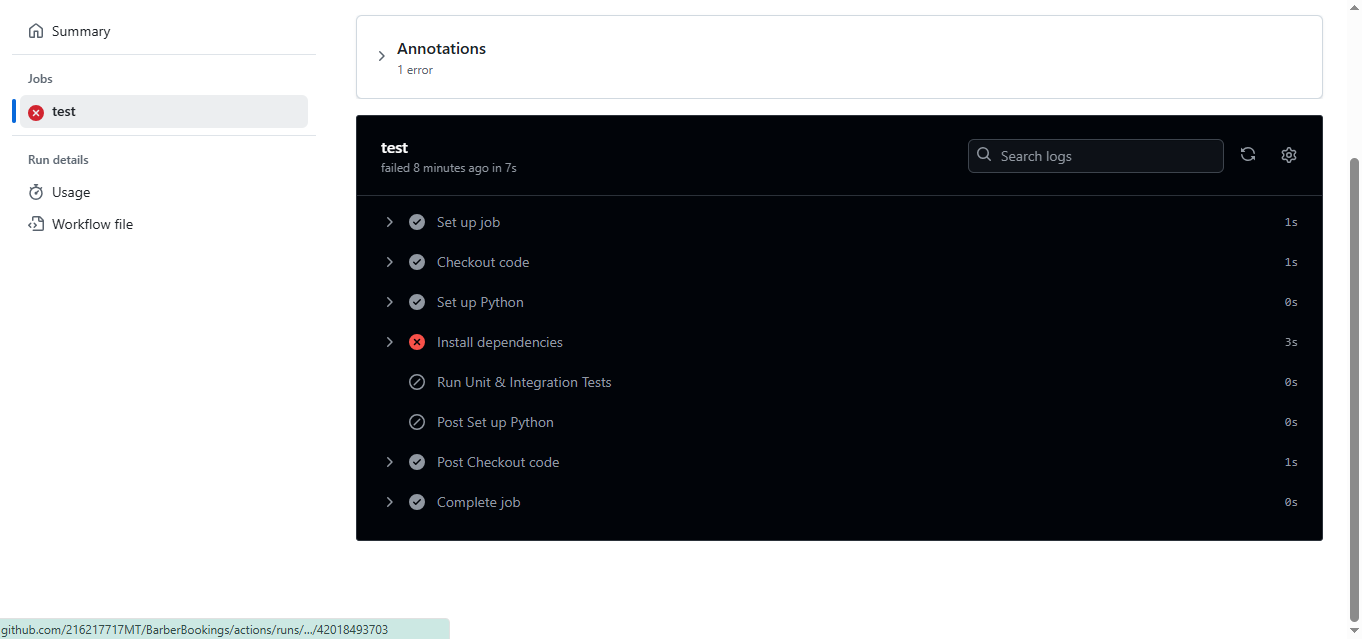 Summary
Jobs
test
Run details
Usage
Workflow file
Annotations
1 error
test
failed 8 minutes ago in 7s
Search logs
Set up job 1s
Checkout code 1s
Set up Python 0s
Install dependencies 3s
Run Unit & Integration Tests 0s
Post Set up Python 0s
Post Checkout code 1s
Complete job 0s
github.com/216217717MT/BarberBookings/actions/runs/.../42018493703